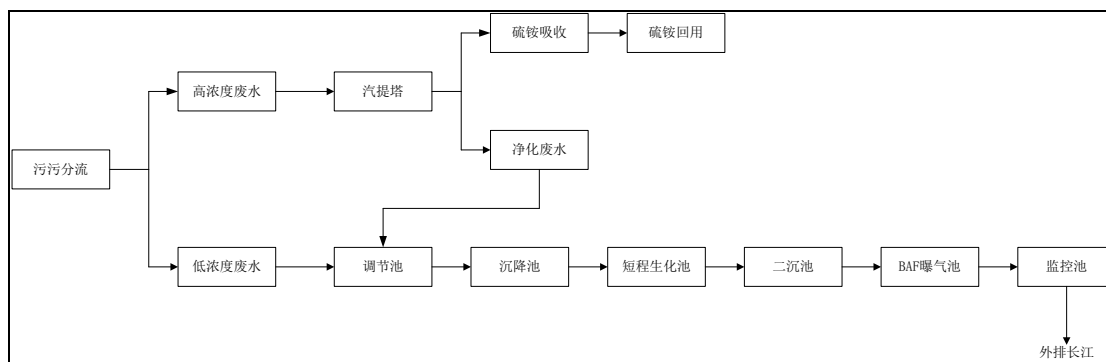 硫铵吸收
硫铵回用
高浓度废水
汽提塔
净化废水
污污分流
低浓度废水
调节池
沉降池
短程生化池
二沉池
BAF曝气池
监控池
外排长江